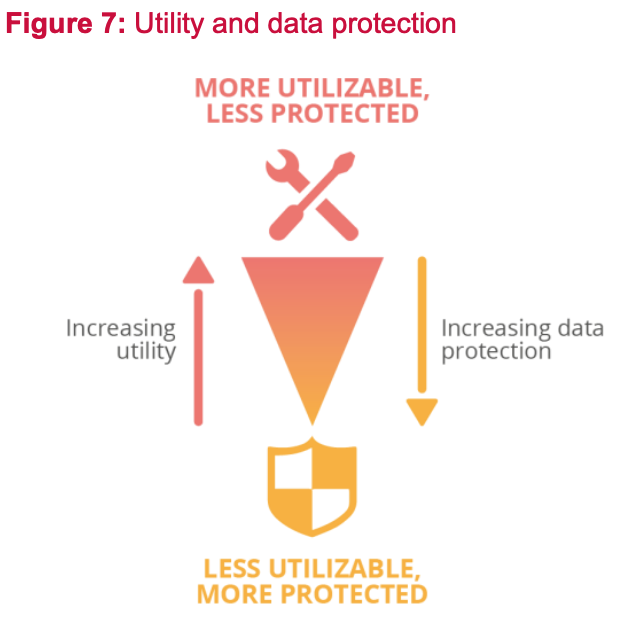 Figure 7: Utility and data protection
MORE UTILIZABLE,
LESS PROTECTED
Increasing
utility
Increasing data
protection
LESS UTILIZABLE,
MORE PROTECTED